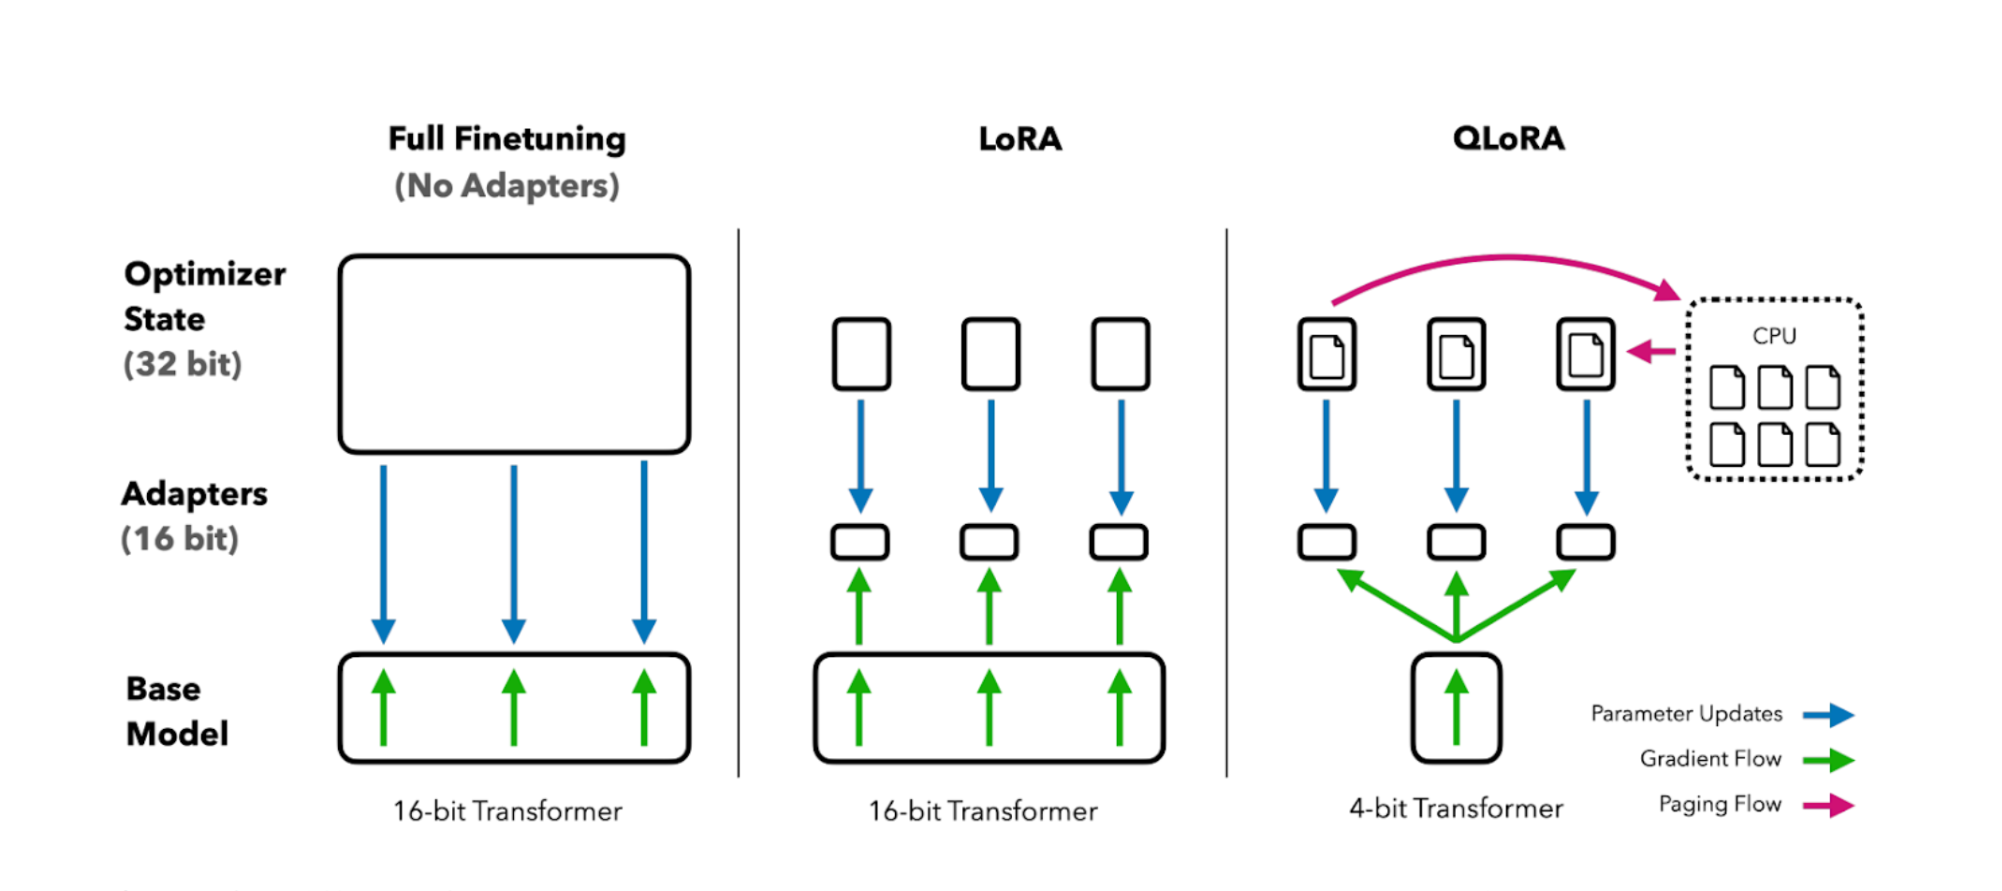 Full Finetuning
(No Adapters)
LoRA
QLoRA
Optimizer
State
(32 bit)
CPU
Adapters
(16 bit)
Base
Model
Parameter Updates
Gradient Flow
Paging Flow
16-bit Transformer
16-bit Transformer
4-bit Transformer